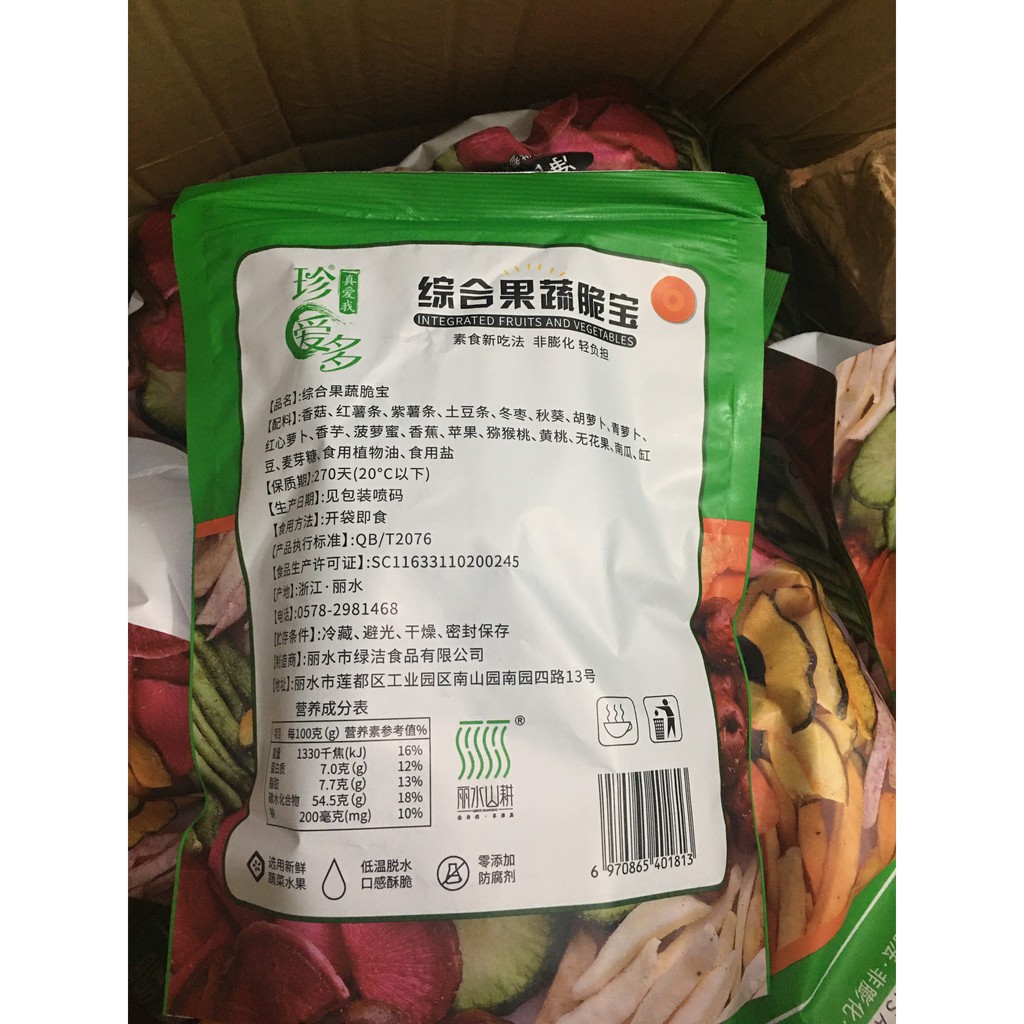 珍®
真爱我
爱多
综合果蔬脆宝
INTEGRATED FRUITS AND VEGETABLES
素食新吃法 非膨化 轻负担
【品名】:综合果蔬脆宝
【配料】:香菇、红薯条、紫薯条、土豆条、冬枣、秋葵、胡萝卜、青萝卜、
红心萝卜、香芋、菠萝蜜、香蕉、苹果、猕猴桃、黄桃、无花果、南瓜、缸
豆、麦芽糖、食用植物油、食用盐
【保质期】:270天(20°C以下)
【生产日期】:见包装喷码
【食用方法】:开袋即食
【产品执行标准】:QB/T2076
【食品生产许可证】:SC11633110200245
【产地】:浙江·丽水
【电话】:0578-2981468
【贮存条件】:冷藏、避光、干燥、密封保存
【制造商】:丽水市绿洁食品有限公司
【地址】:丽水市莲都区工业园区南山园南园四路13号
营养成分表
项目 每100克(g) 营养素参考值%
能量 1330千焦(kJ) 16%
蛋白质 7.0克(g) 12%
脂肪 7.7克(g) 13%
碳水化合物 54.5克(g) 18%
钠 200毫克(mg) 10%
®
丽水山耕
6 970865 401813
选用新鲜
蔬菜水果
低温脱水
口感酥脆
零添加
防腐剂
法·非膨化